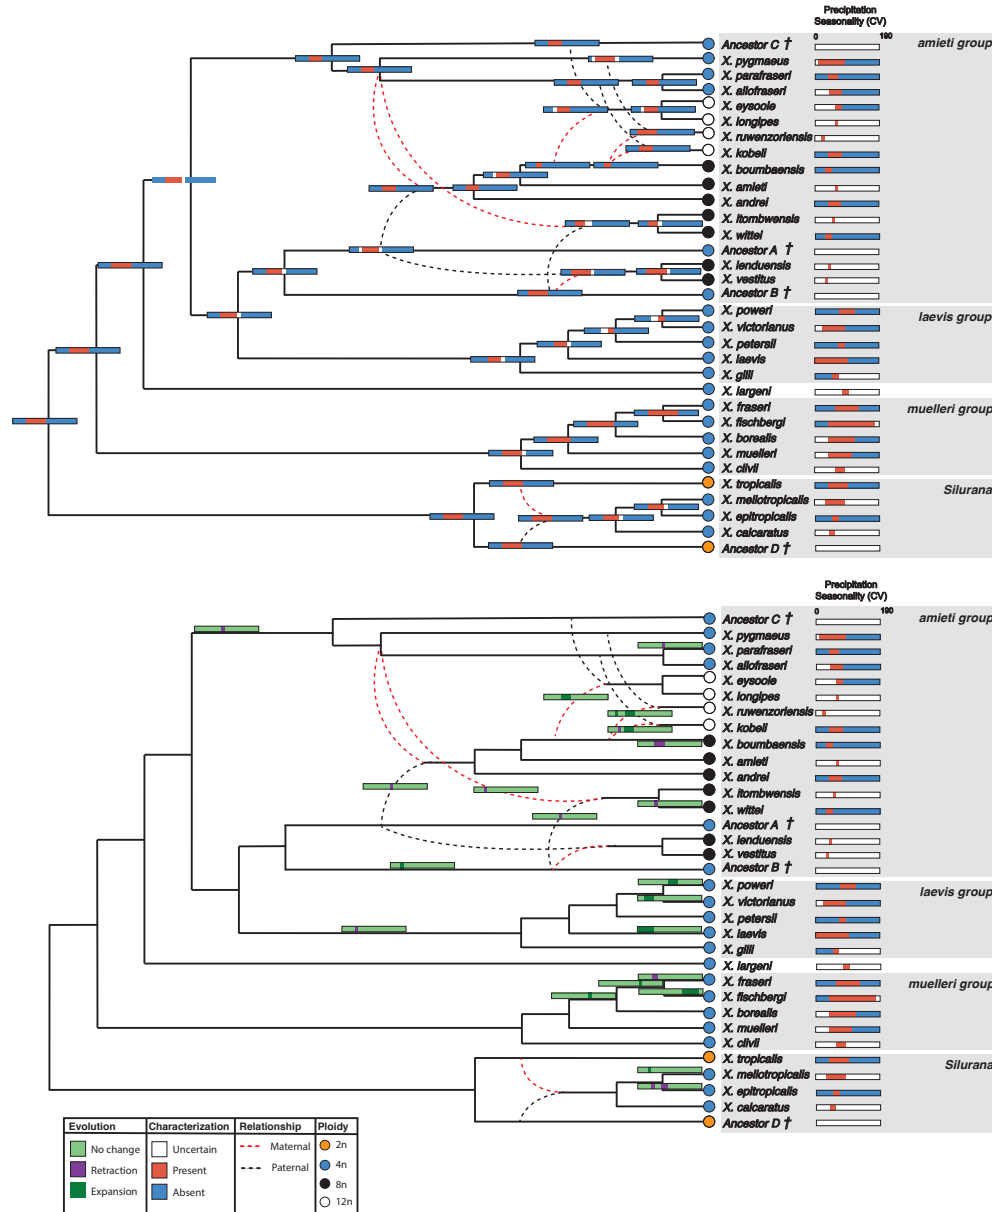 Precipitation
Seasonality (CV)
0 190
Ancestor C † amieti group
X. pygmaeus
X. parafraseri
X. allofraseri
X. eysoole
X. longipes
X. ruwenzoriensis
X. kobeli
X. boumbaensis
X. amieti
X. andrei
X. itombwensis
X. wittei
Ancestor A †
X. lenduensis
X. vestitus
Ancestor B †
X. poweri laevis group
X. victorianus
X. petersii
X. laevis
X. gilli
X. largeni
X. fraseri muelleri group
X. fischbergi
X. borealis
X. muelleri
X. clivii
X. tropicalis Silurana
X. mellotropicalis
X. epitropicalis
X. calcaratus
Ancestor D †
Precipitation
Seasonality (CV)
0 190
Ancestor C † amieti group
X. pygmaeus
X. parafraseri
X. allofraseri
X. eysoole
X. longipes
X. ruwenzoriensis
X. kobeli
X. boumbaensis
X. amieti
X. andrei
X. itombwensis
X. wittei
Ancestor A †
X. lenduensis
X. vestitus
Ancestor B †
X. poweri laevis group
X. victorianus
X. petersii
X. laevis
X. gilli
X. largeni
X. fraseri muelleri group
X. fischbergi
X. borealis
X. muelleri
X. clivii
X. tropicalis Silurana
X. mellotropicalis
X. epitropicalis
X. calcaratus
Ancestor D †
Evolution Characterization Relationship Ploidy
No change Uncertain Maternal 2n
Retraction Present Paternal 4n
Expansion Absent 8n
12n